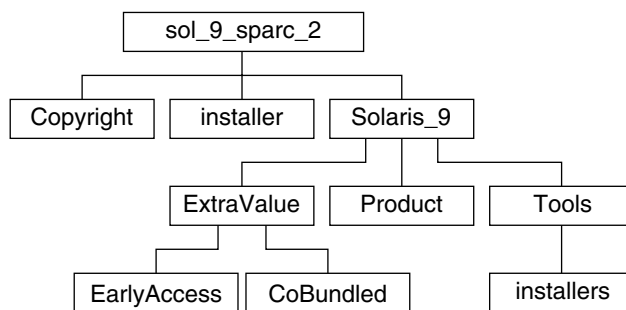 sol_9_sparc_2
Copyright
installer
Solaris_9
ExtraValue
Product
Tools
EarlyAccess
CoBundled
installers